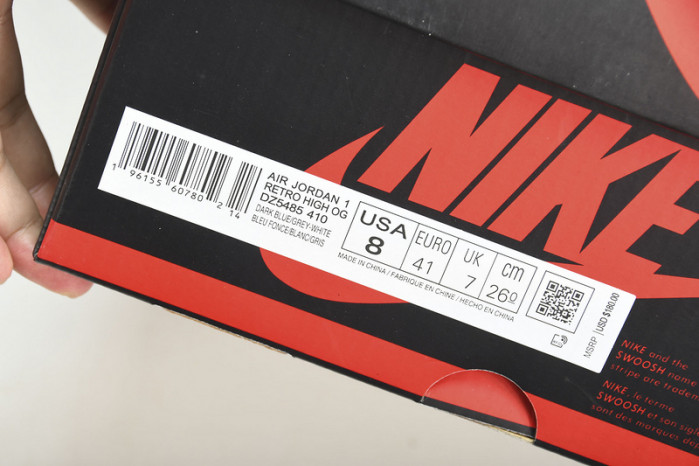 NIKE
1 96155 60780 2 14
AIR JORDAN 1
RETRO HIGH OG
DZ5485 410
DARK BLUE/GREY-WHITE
BLEU FONCE/BLANC/GRIS
USA
8
EURO
41
UK
7
cm
26.0
MADE IN CHINA / FABRIQUE EN CHINE / HECHO EN CHINA
MSRP USD $180.00
NIKE and the
SWOOSH name
stripe are tradem
NIKE, le terme
SWOOSH et son sigle
sont des marques dép